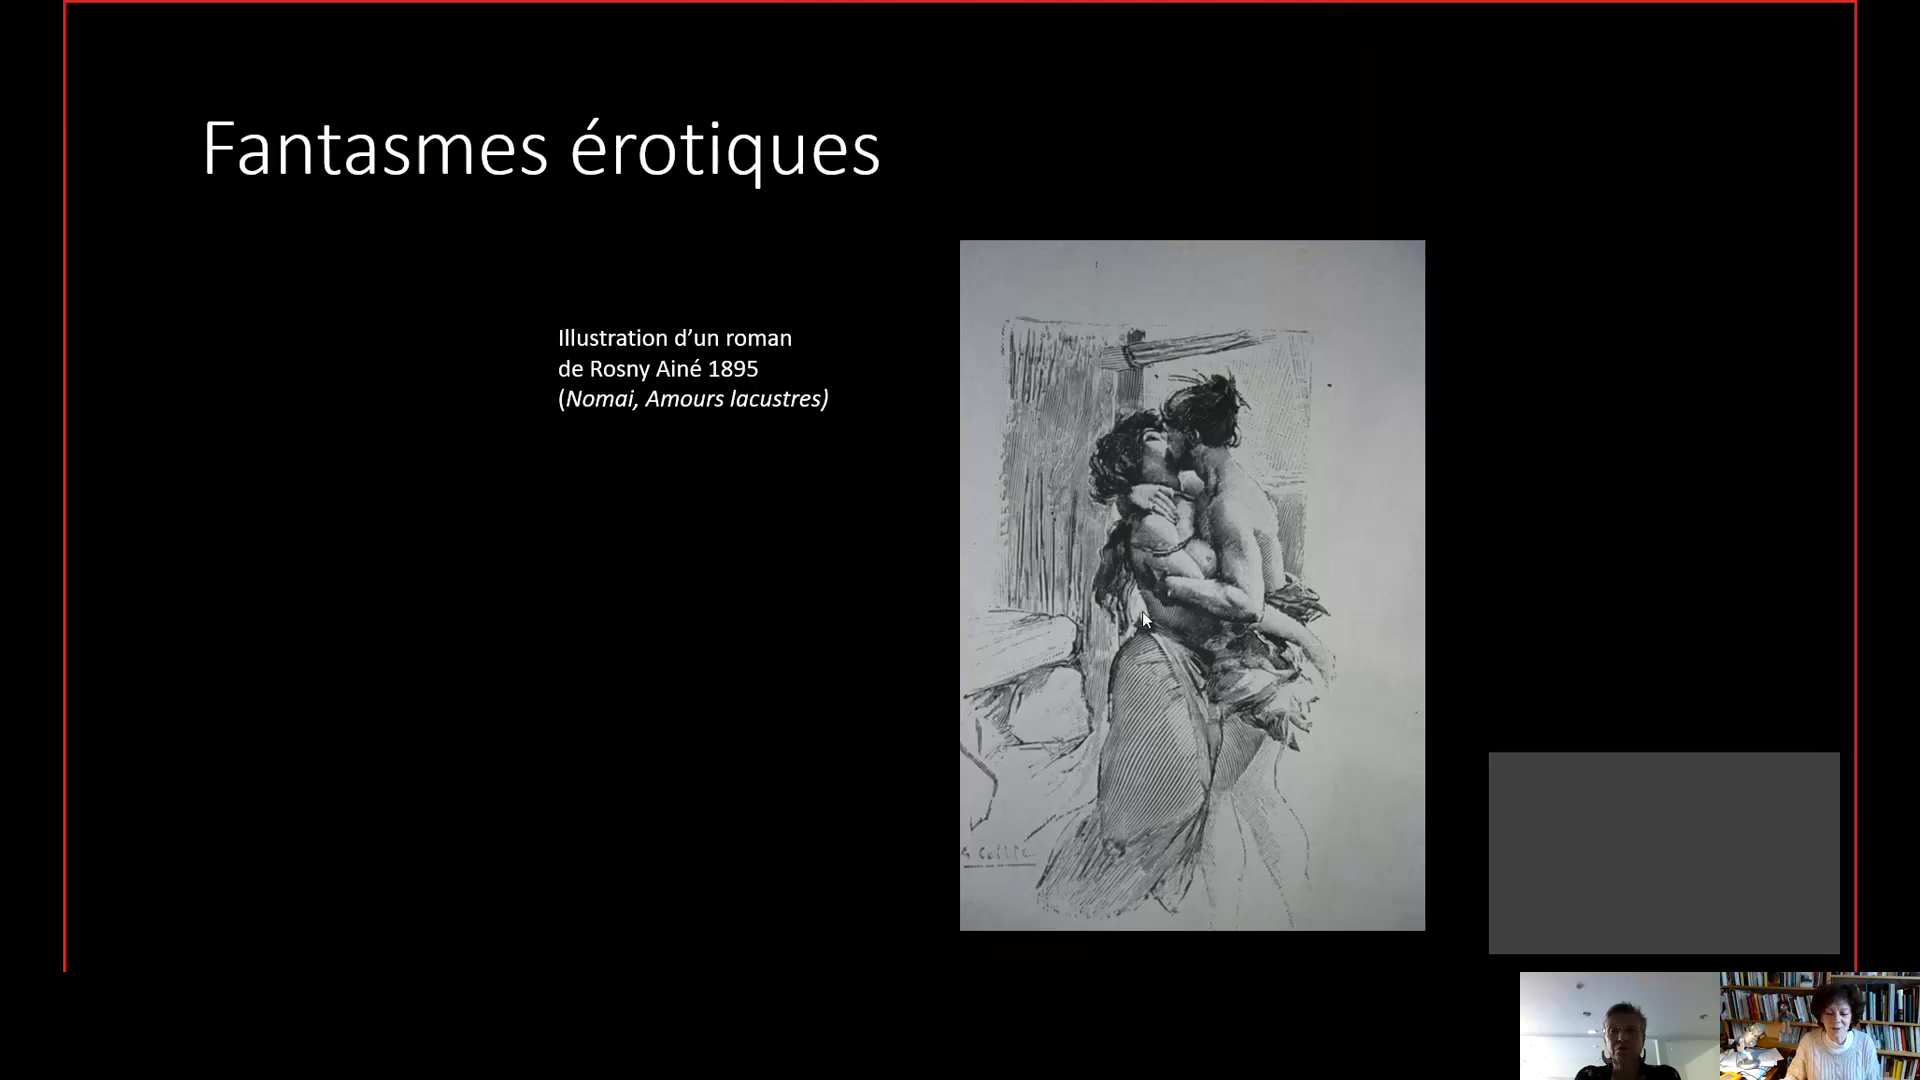 Fantasmes érotiques
Illustration d’un roman
de Rosny Ainé 1895
(Nomai, Amours lacustres)